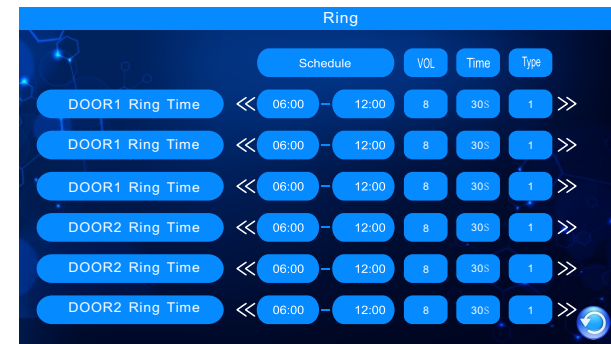 Ring
Schedule VOL Time Type
DOOR1 Ring Time << 06:00 – 12:00 8 30S 1 >>
DOOR1 Ring Time << 06:00 – 12:00 8 30S 1 >>
DOOR1 Ring Time << 06:00 – 12:00 8 30S 1 >>
DOOR2 Ring Time << 06:00 – 12:00 8 30S 1 >>
DOOR2 Ring Time << 06:00 – 12:00 8 30S 1 >>
DOOR2 Ring Time << 06:00 – 12:00 8 30S 1 >>